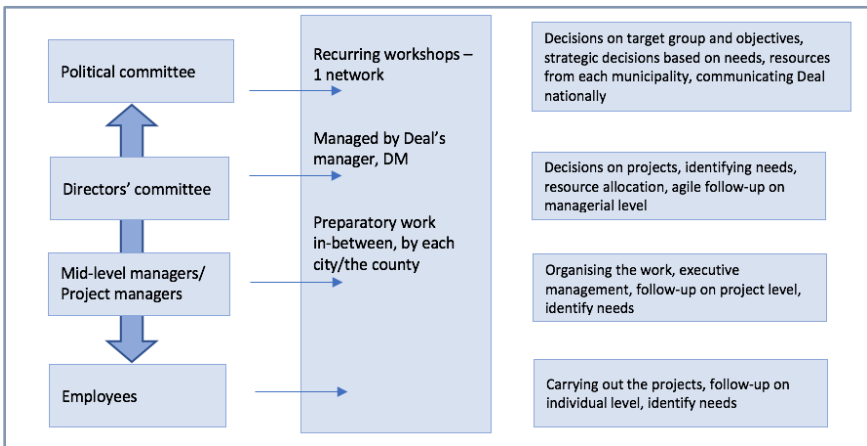 Political committee
Directors' committee
Mid-level managers/
Project managers
Employees
Recurring workshops –
1 network
Managed by Deal's
manager, DM
Preparatory work
in-between, by each
city/the county
Decisions on target group and objectives,
strategic decisions based on needs, resources
from each municipality, communicating Deal
nationally
Decisions on projects, identifying needs,
resource allocation, agile follow-up on
managerial level
Organising the work, executive
management, follow-up on project level,
identify needs
Carrying out the projects, follow-up on
individual level, identify needs